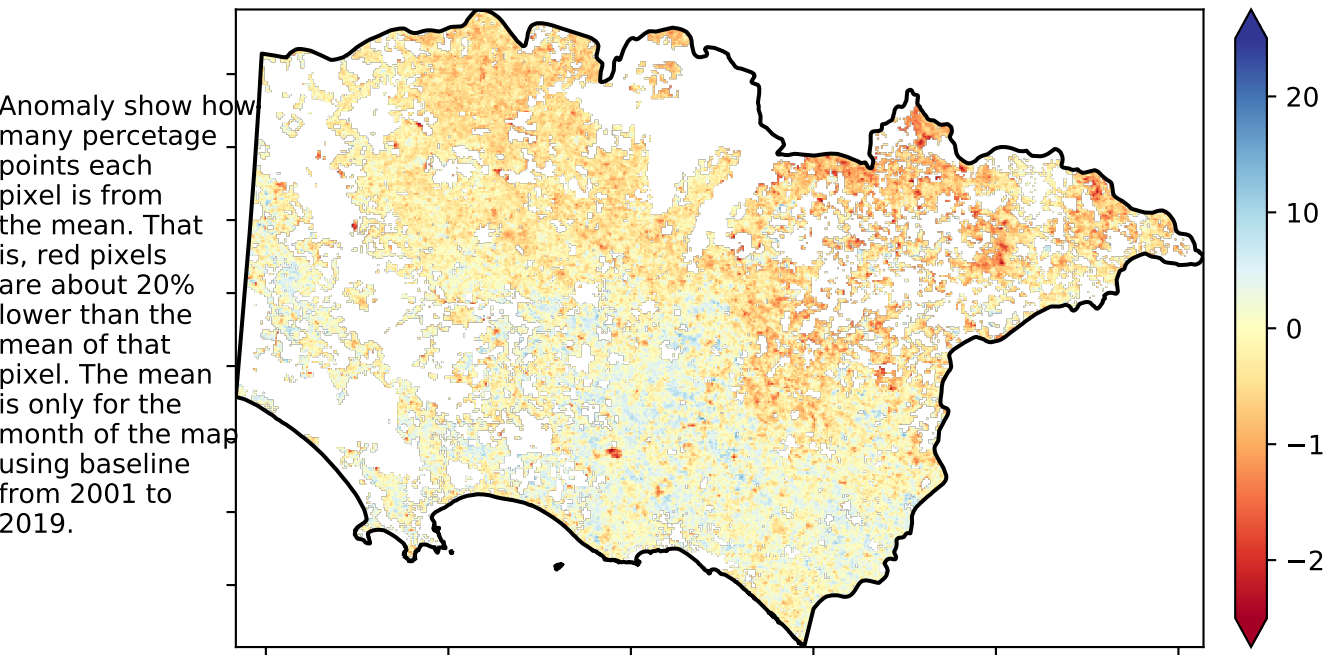 Anomaly show how
many percetage
points each
pixel is from
the mean. That
is, red pixels
are about 20%
lower than the
mean of that
pixel. The mean
is only for the
month of the map
using baseline
from 2001 to
2019.
20
10
0
−1
−2